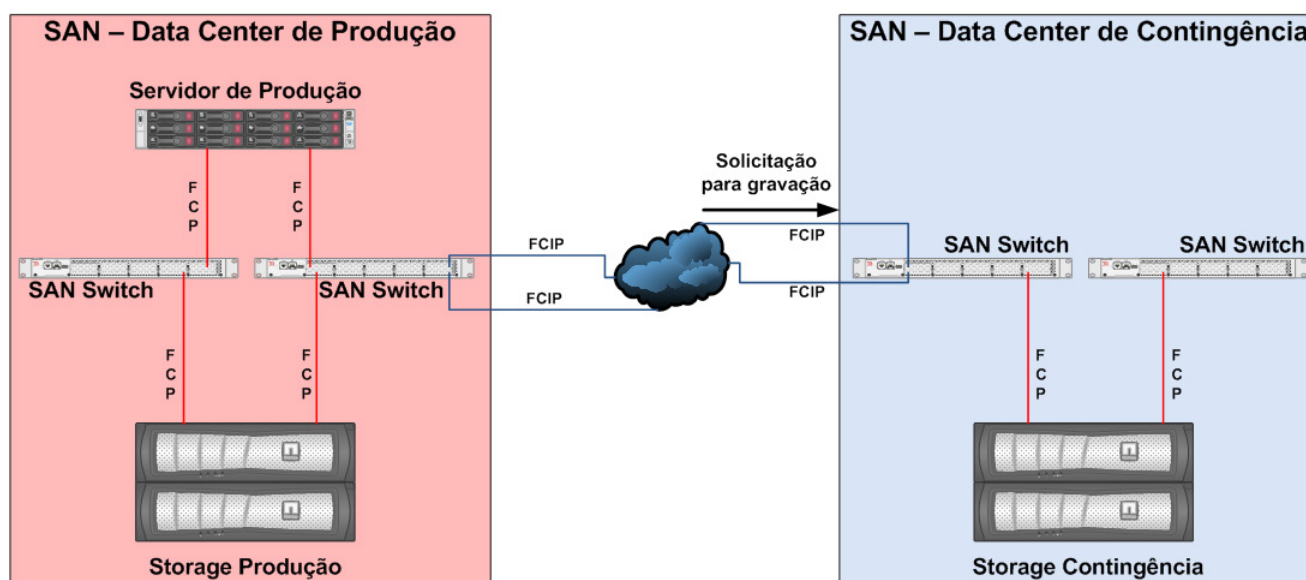 SAN – Data Center de Produção
Servidor de Produção
F
C
P
F
C
P
SAN Switch
SAN Switch
F
C
P
F
C
P
Storage Produção
FCIP
FCIP
Solicitação
para gravação
FCIP
FCIP
SAN – Data Center de Contingência
SAN Switch
SAN Switch
F
C
P
F
C
P
Storage Contingência